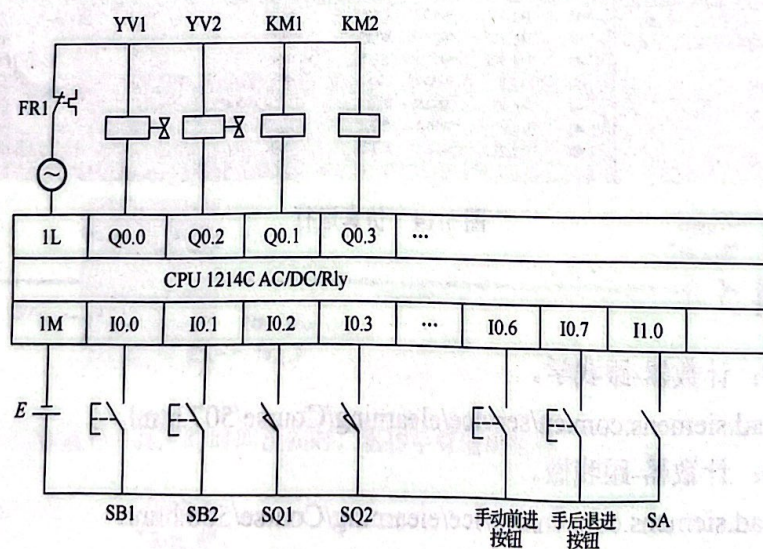 YV1 YV2 KM1 KM2
FR1
~
1L Q0.0 Q0.2 Q0.1 Q0.3 ...
CPU 1214C AC/DC/Rly
1M I0.0 I0.1 I0.2 I0.3 ... I0.6 I0.7 I1.0
E
SB1 SB2 SQ1 SQ2 手动前进 手后退进 SA
按钮 按钮